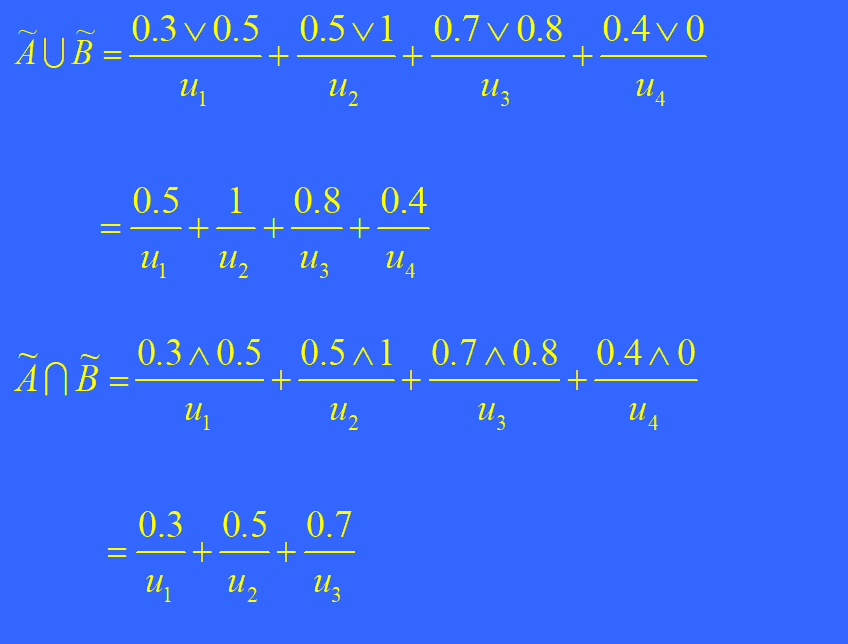 Ã∪B̃ = (0.3∨0.5)/u₁ + (0.5∨1)/u₂ + (0.7∨0.8)/u₃ + (0.4∨0)/u₄
= 0.5/u₁ + 1/u₂ + 0.8/u₃ + 0.4/u₄
Ã∩B̃ = (0.3∧0.5)/u₁ + (0.5∧1)/u₂ + (0.7∧0.8)/u₃ + (0.4∧0)/u₄
= 0.3/u₁ + 0.5/u₂ + 0.7/u₃